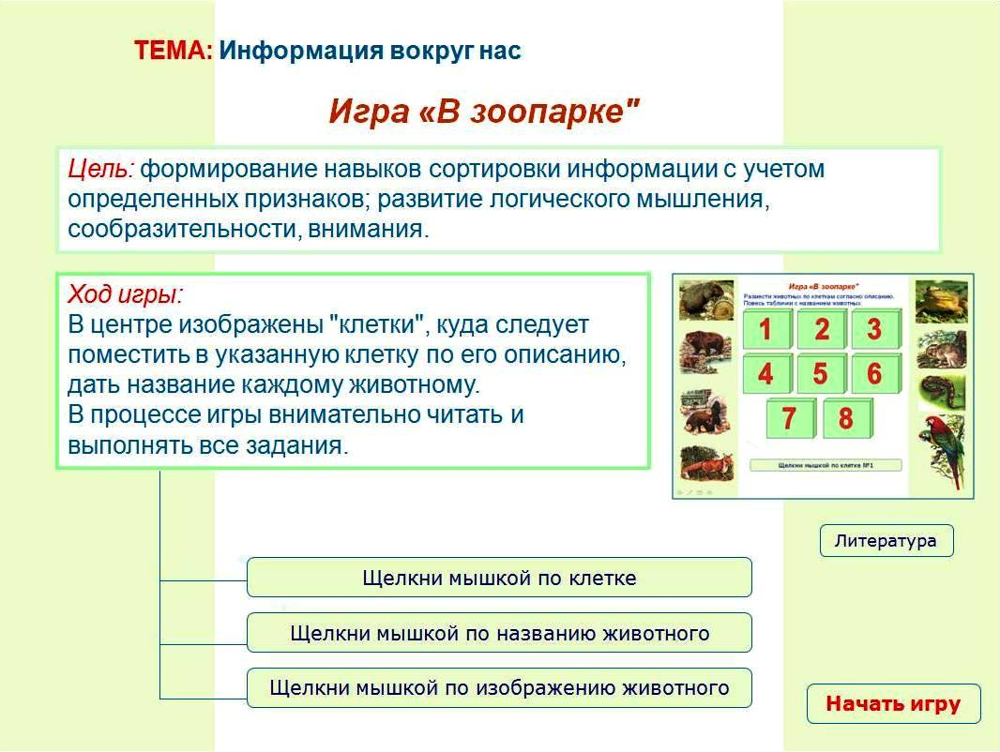 ТЕМА: Информация вокруг нас
Игра «В зоопарке"
Цель: формирование навыков сортировки информации с учетом
определенных признаков; развитие логического мышления,
сообразительности, внимания.
Ход игры:
В центре изображены "клетки", куда следует
поместить в указанную клетку по его описанию,
дать название каждому животному.
В процессе игры внимательно читать и
выполнять все задания.
Игра «В зоопарке"
Размести животных по клеткам согласно описанию.
Повесь таблички с названием животных.
1 2 3
4 5 6
7 8
Щелкни мышкой по клетке №1
Литература
Щелкни мышкой по клетке
Щелкни мышкой по названию животного
Щелкни мышкой по изображению животного
Начать игру